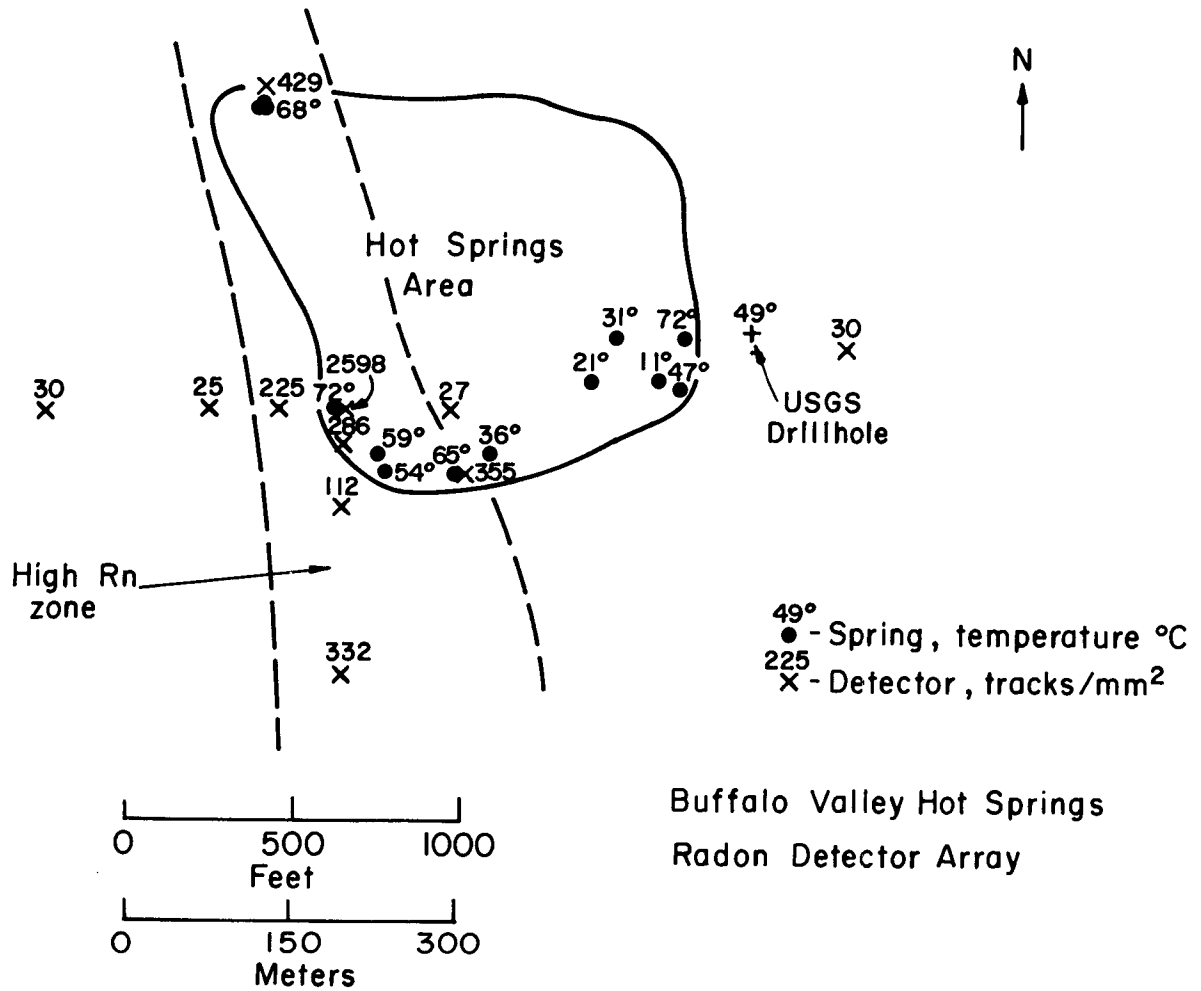 N
429
68°
Hot Springs
Area
31°
72°
49°
30
21°
11°
47°
USGS
Drillhole
30
25
225
72°
2598
27
286
59°
65°
36°
54°
355
112
High Rn
zone
332
49°
- Spring, temperature °C
225
- Detector, tracks/mm²
0 500 1000
Feet
0 150 300
Meters
Buffalo Valley Hot Springs
Radon Detector Array